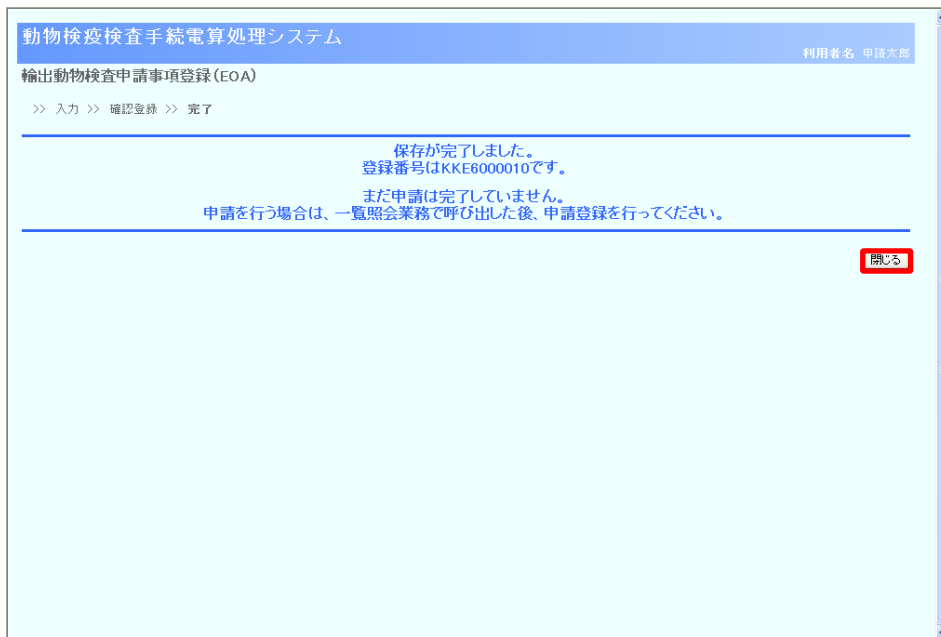 動物検疫検査手続電算処理システム
利用者名 申請太郎
輸出動物検査申請事項登録(EOA)
>> 入力 >> 確認登録 >> 完了
保存が完了しました。
登録番号はKKE6000010です。
まだ申請は完了していません。
申請を行う場合は、一覧照会業務で呼び出した後、申請登録を行ってください。
閉じる